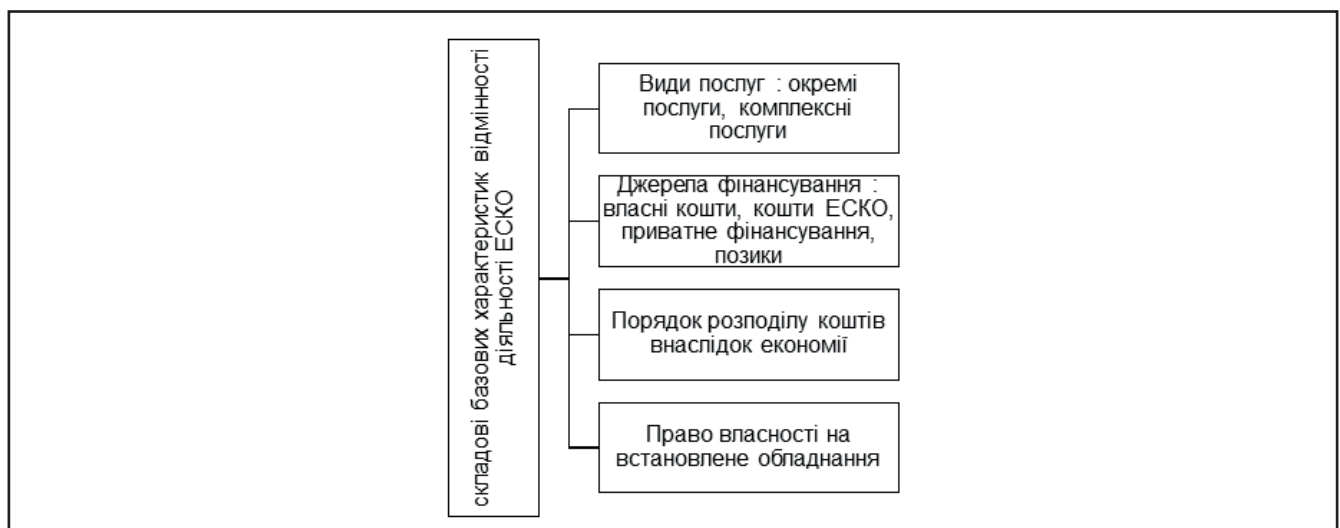 складові базових характеристик відмінності
діяльності ЕСКО
Види послуг : окремі
послуги, комплексні
послуги
Джерела фінансування :
власні кошти, кошти ЕСКО,
приватне фінансування,
позики
Порядок розподілу коштів
внаслідок економії
Право власності на
встановлене обладнання